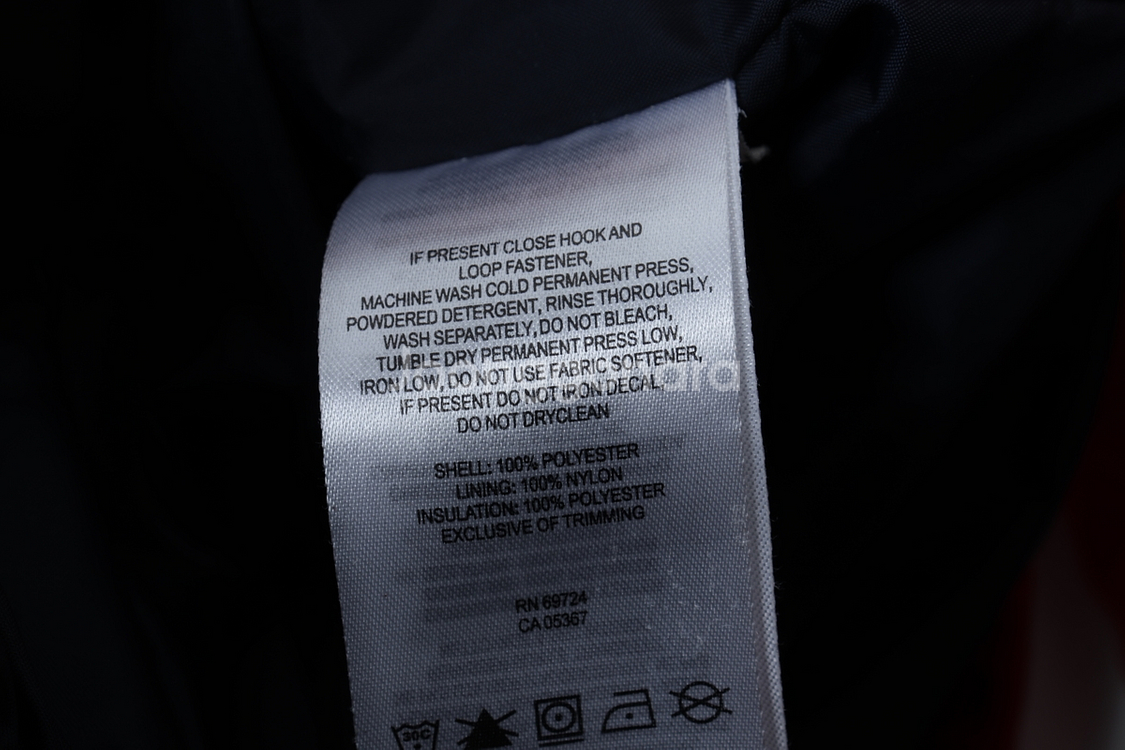 IF PRESENT CLOSE HOOK AND
LOOP FASTENER,
MACHINE WASH COLD PERMANENT PRESS,
POWDERED DETERGENT, RINSE THOROUGHLY,
WASH SEPARATELY, DO NOT BLEACH,
TUMBLE DRY PERMANENT PRESS LOW,
IRON LOW, DO NOT USE FABRIC SOFTENER,
IF PRESENT DO NOT IRON DECAL.
DO NOT DRYCLEAN
SHELL: 100% POLYESTER
LINING: 100% NYLON
INSULATION: 100% POLYESTER
EXCLUSIVE OF TRIMMING
RN 69724
CA 05367
30C